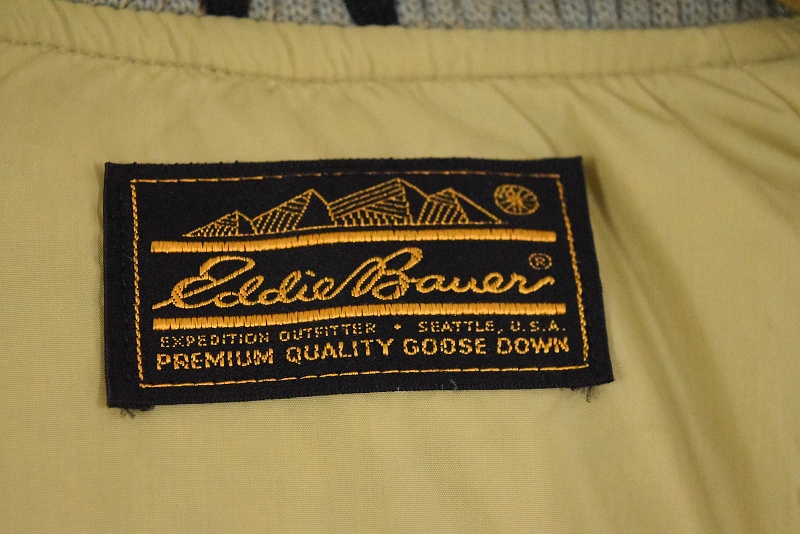 Eddie Bauer ®
EXPEDITION OUTFITTER • SEATTLE, U.S.A.
PREMIUM QUALITY GOOSE DOWN